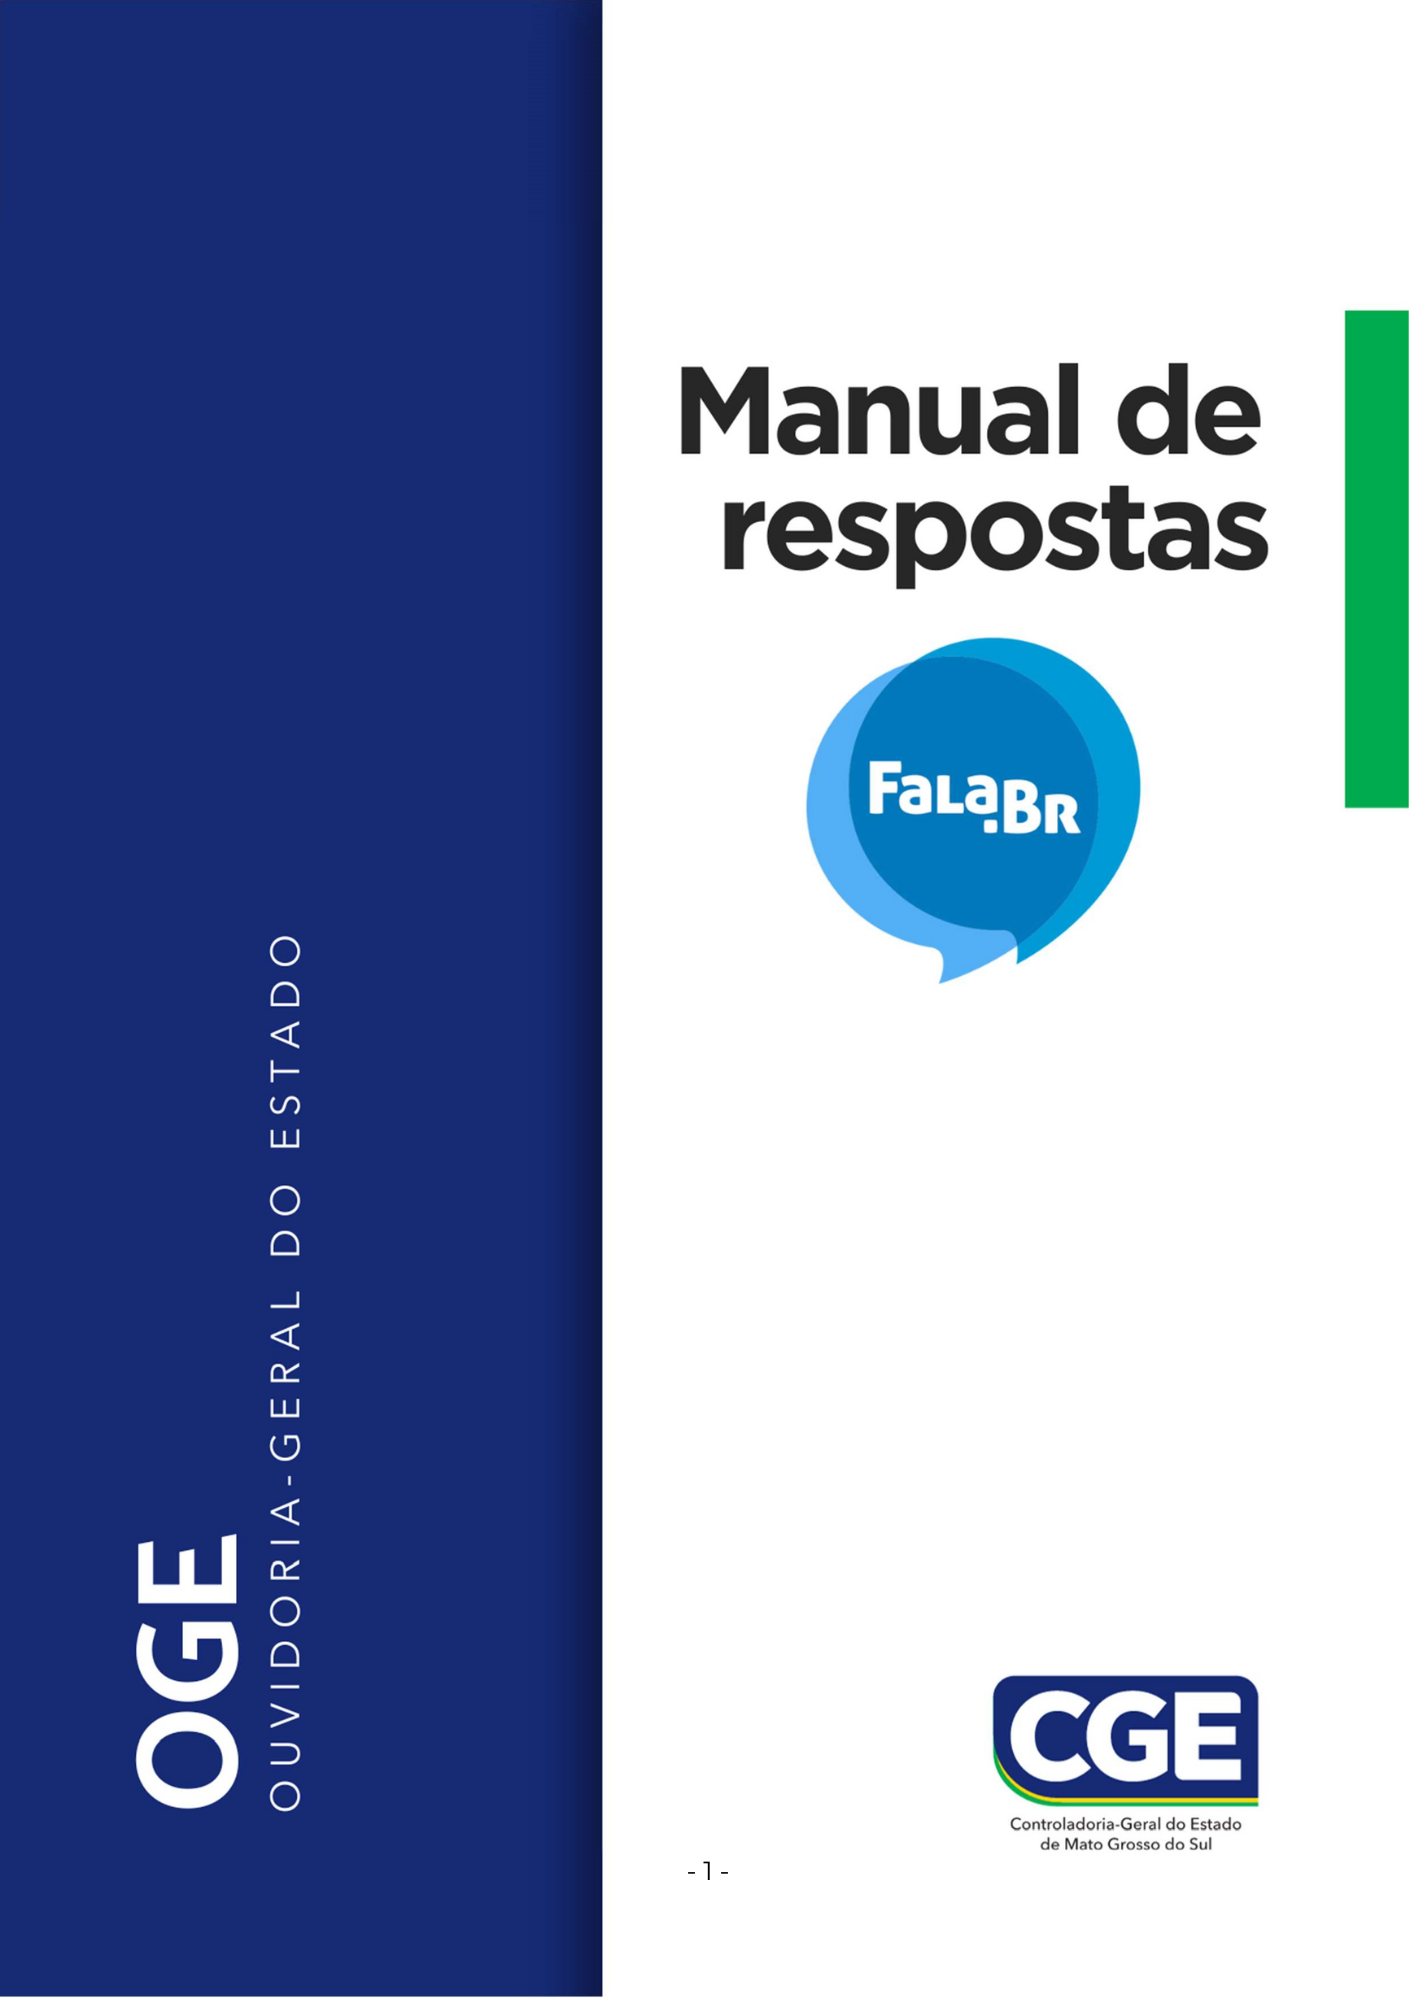 Manual de
respostas
FaLa.BR
OGE
OUVIDORIA-GERAL DO ESTADO
CGE
Controladoria-Geral do Estado
de Mato Grosso do Sul
- 1 -